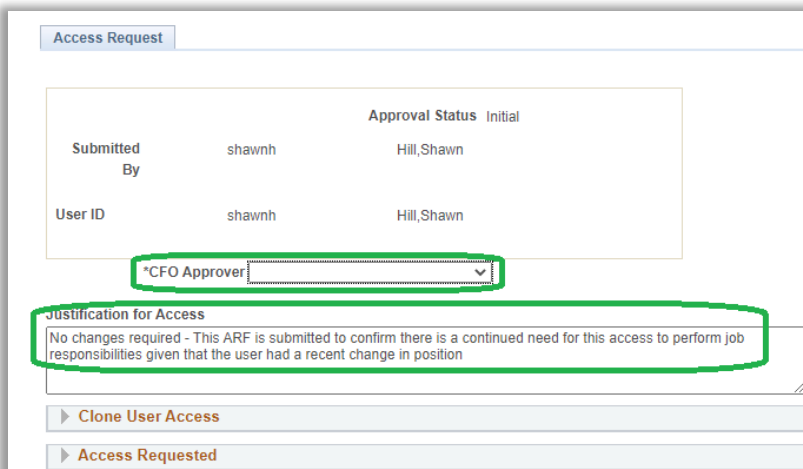 Access Request
Approval Status Initial
Submitted By shawnh Hill,Shawn
User ID shawnh Hill,Shawn
*CFO Approver
Justification for Access
No changes required - This ARF is submitted to confirm there is a continued need for this access to perform job
responsibilities given that the user had a recent change in position
Clone User Access
Access Requested